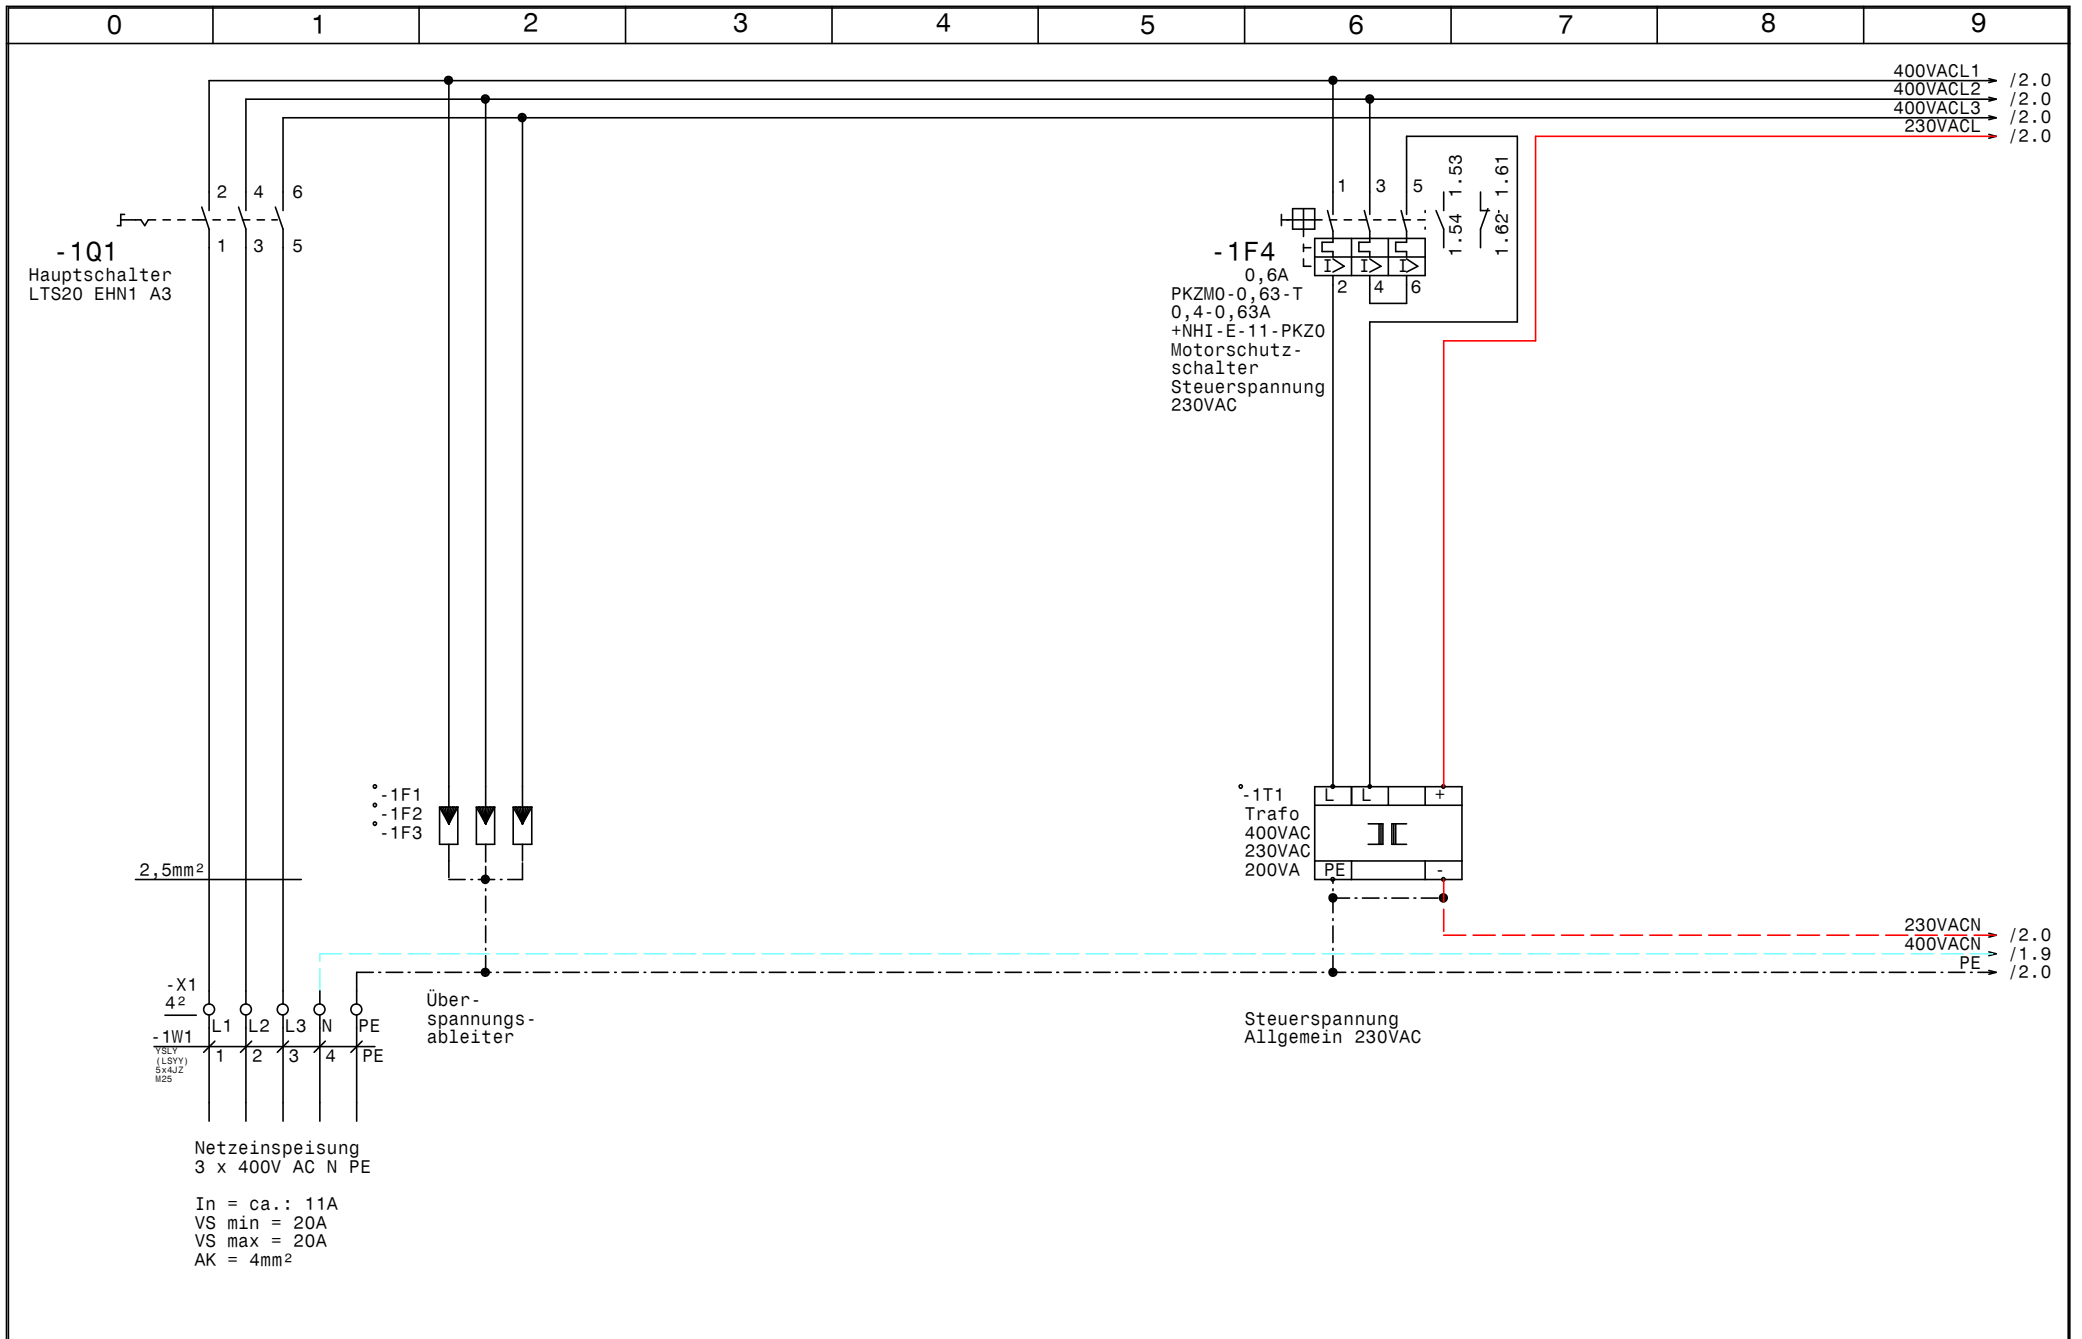 0 1 2 3 4 5 6 7 8 9
400VACL1 /2.0
400VACL2 /2.0
400VACL3 /2.0
230VACL /2.0
2 4 6
1 3 5
-1Q1
Hauptschalter
LTS20 EHN1 A3
1 3 5
1.53
1.54
1.61
1.62
I> I> I>
2 4 6
-1F4
0,6A
PKZM0-0,63-T
0,4-0,63A
+NHI-E-11-PKZ0
Motorschutz-
schalter
Steuerspannung
230VAC
°-1F1
°-1F2
°-1F3
°-1T1
Trafo
400VAC
230VAC
200VA
L L +
PE -
2,5mm²
230VACN /2.0
400VACN /1.9
PE /2.0
-X1
4²
L1 L2 L3 N PE
-1W1
YSLY
(LSYY)
5x4JZ
M25
1 2 3 4 PE
Über-
spannungs-
ableiter
Steuerspannung
Allgemein 230VAC
Netzeinspeisung
3 x 400V AC N PE
In = ca.: 11A
VS min = 20A
VS max = 20A
AK = 4mm²